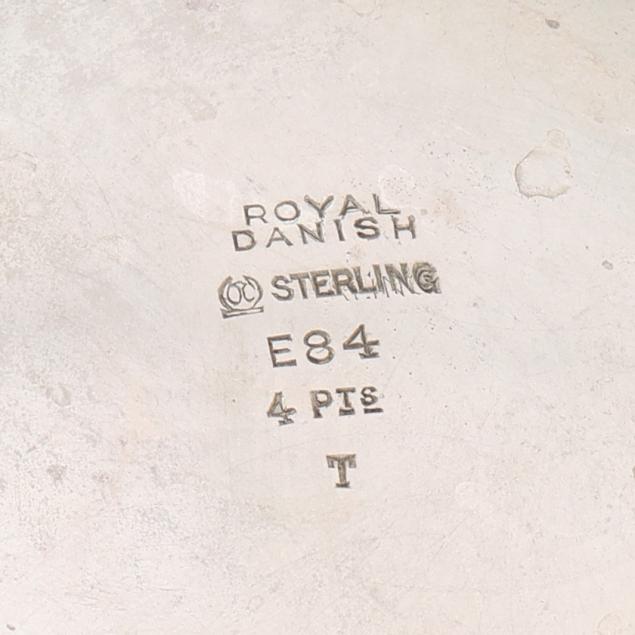 ROYAL
DANISH
STERLING
E84
4 PTS
T